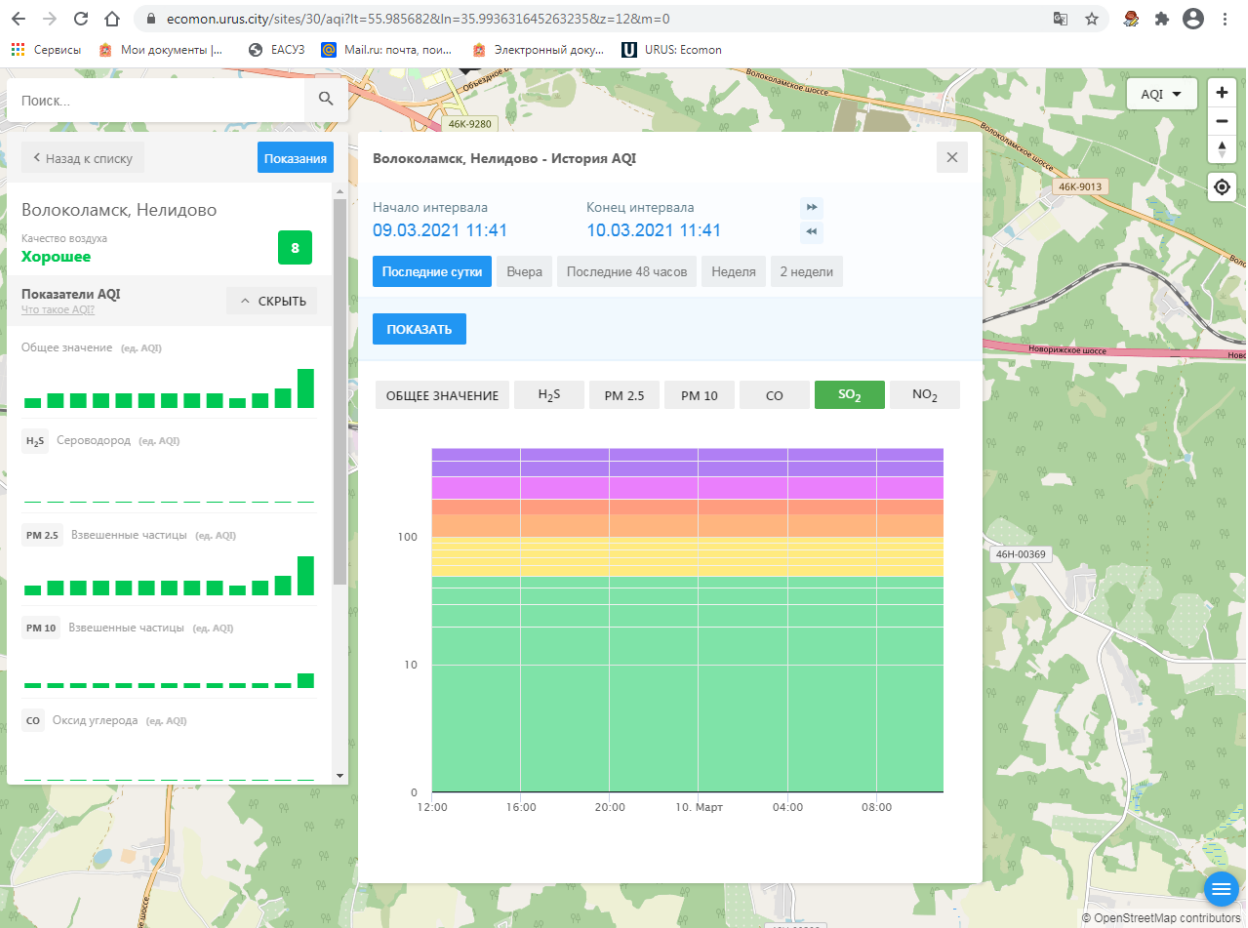 ecomon.urus.city/sites/30/aqi?lt=55.985682&ln=35.993631645263235&z=12&m=0
Сервисы
Мои документы |...
ЕАСУЗ
Mail.ru: почта, пои...
Электронный доку...
URUS: Ecomon
Поиск...
Объездное
Волоколамское шоссе
46К-9280
AQI
+
−
Волоколамское шоссе
46К-9013
Назад к списку
Показания
Волоколамск, Нелидово
Качество воздуха
Хорошее
8
Показатели AQI
Что такое AQI?
СКРЫТЬ
Общее значение (ед. AQI)
H2S Сероводород (ед. AQI)
PM 2.5 Взвешенные частицы (ед. AQI)
PM 10 Взвешенные частицы (ед. AQI)
CO Оксид углерода (ед. AQI)
Волоколамск, Нелидово - История AQI
Начало интервала
09.03.2021 11:41
Конец интервала
10.03.2021 11:41
Последние сутки
Вчера
Последние 48 часов
Неделя
2 недели
ПОКАЗАТЬ
ОБЩЕЕ ЗНАЧЕНИЕ
H2S
PM 2.5
PM 10
CO
SO2
NO2
100
10
0
12:00
16:00
20:00
10. Март
04:00
08:00
Новорижское шоссе
Ново
46Н-00369
© OpenStreetMap contributors